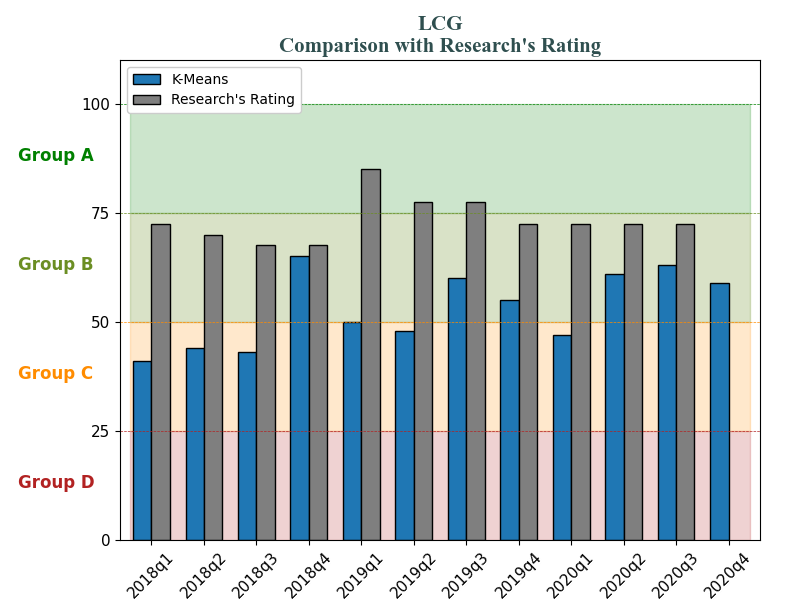 LCG
Comparison with Research's Rating
K-Means
Research's Rating
100
Group A
75
Group B
50
Group C
25
Group D
0
2018q1
2018q2
2018q3
2018q4
2019q1
2019q2
2019q3
2019q4
2020q1
2020q2
2020q3
2020q4